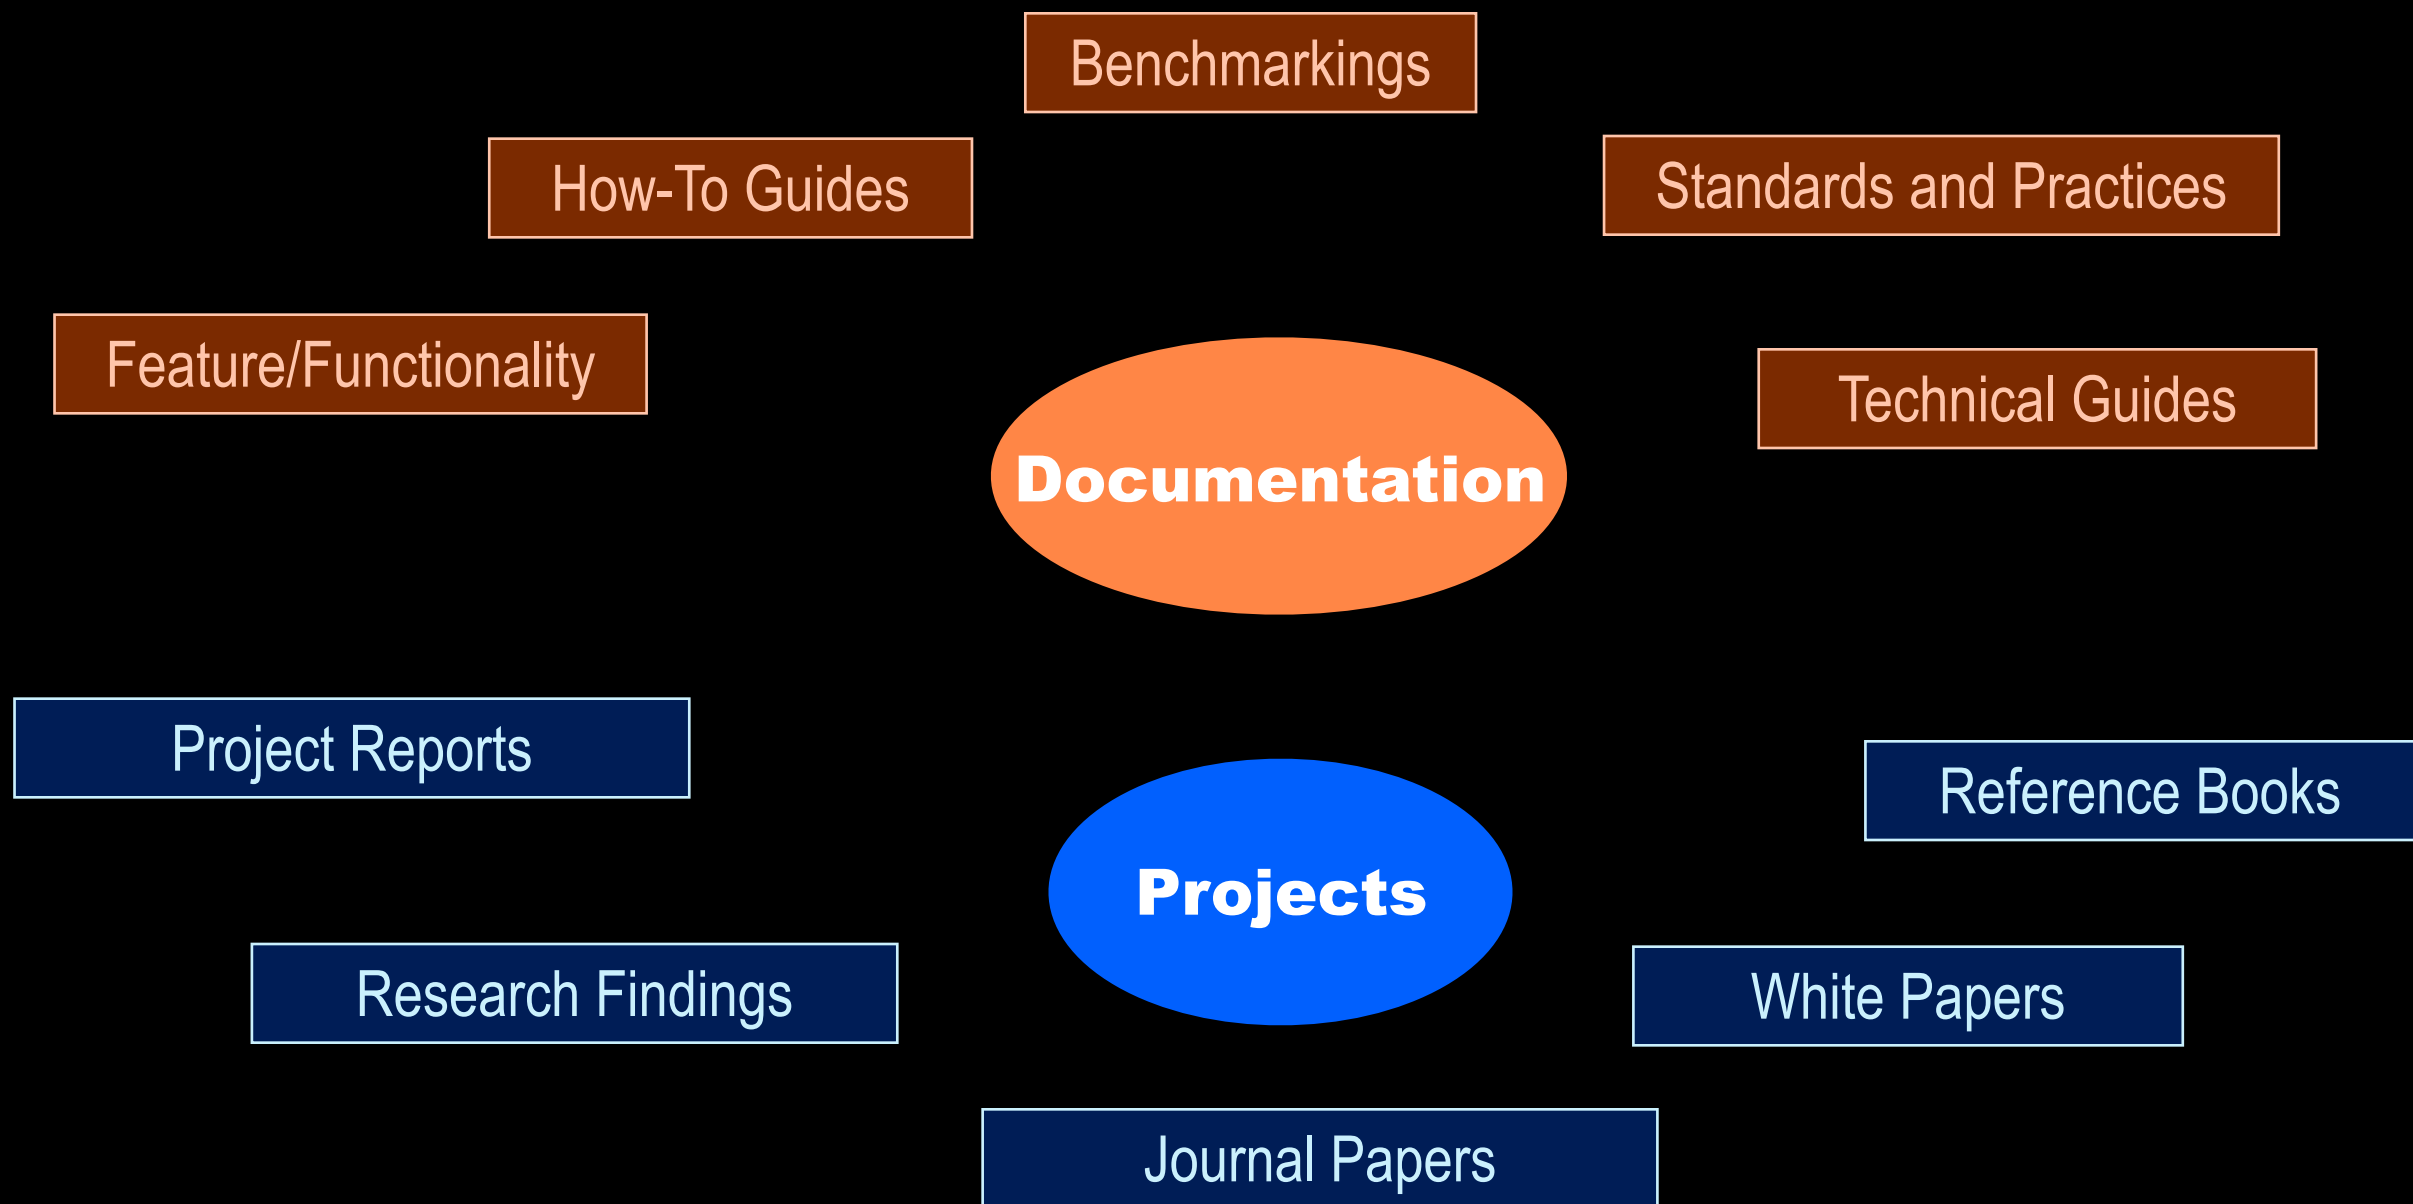 Benchmarkings
How-To Guides
Standards and Practices
Feature/Functionality
Technical Guides
Documentation
Project Reports
Reference Books
Projects
Research Findings
White Papers
Journal Papers